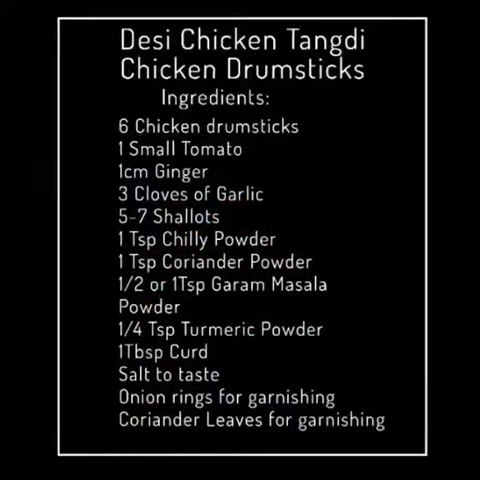 Desi Chicken Tangdi
Chicken Drumsticks
Ingredients:
6 Chicken drumsticks
1 Small Tomato
1cm Ginger
3 Cloves of Garlic
5-7 Shallots
1 Tsp Chilly Powder
1 Tsp Coriander Powder
1/2 or 1Tsp Garam Masala
Powder
1/4 Tsp Turmeric Powder
1Tbsp Curd
Salt to taste
Onion rings for garnishing
Coriander Leaves for garnishing